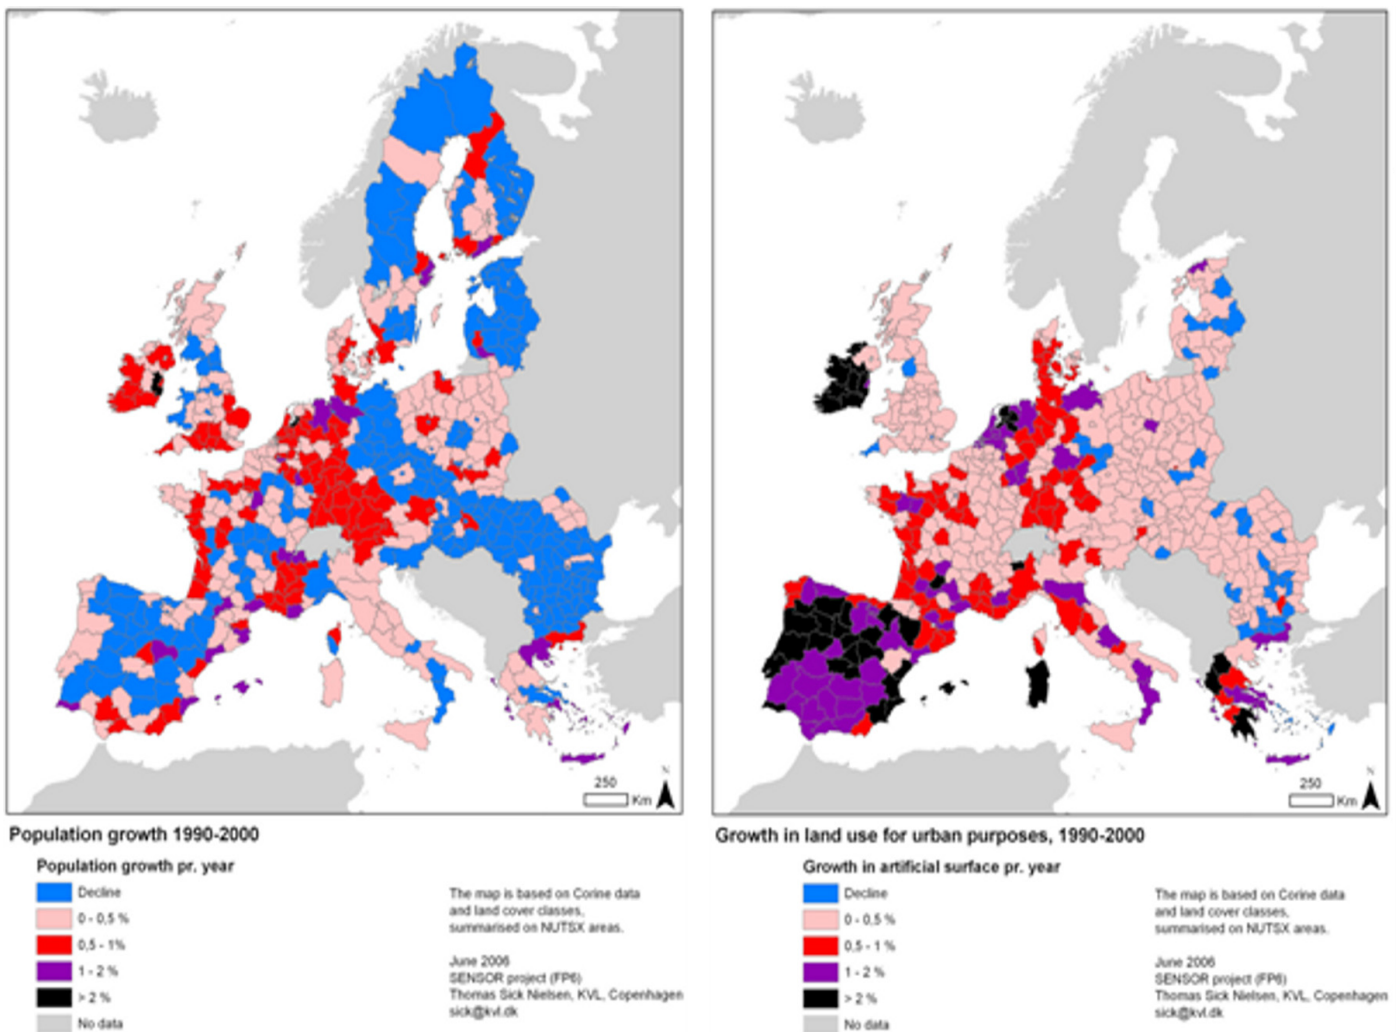 N
250
Km
Population growth 1990-2000
Population growth pr. year
Decline
0 - 0,5 %
0,5 - 1%
1 - 2 %
> 2 %
No data
The map is based on Corine data
and land cover classes,
summarised on NUTSX areas.
June 2006
SENSOR project (FP6)
Thomas Sick Nielsen, KVL, Copenhagen
sick@kvl.dk
N
250
Km
Growth in land use for urban purposes, 1990-2000
Growth in artificial surface pr. year
Decline
0 - 0,5 %
0,5 - 1 %
1 - 2 %
> 2 %
No data
The map is based on Corine data
and land cover classes,
summarised on NUTSX areas.
June 2006
SENSOR project (FP6)
Thomas Sick Nielsen, KVL, Copenhagen
sick@kvl.dk